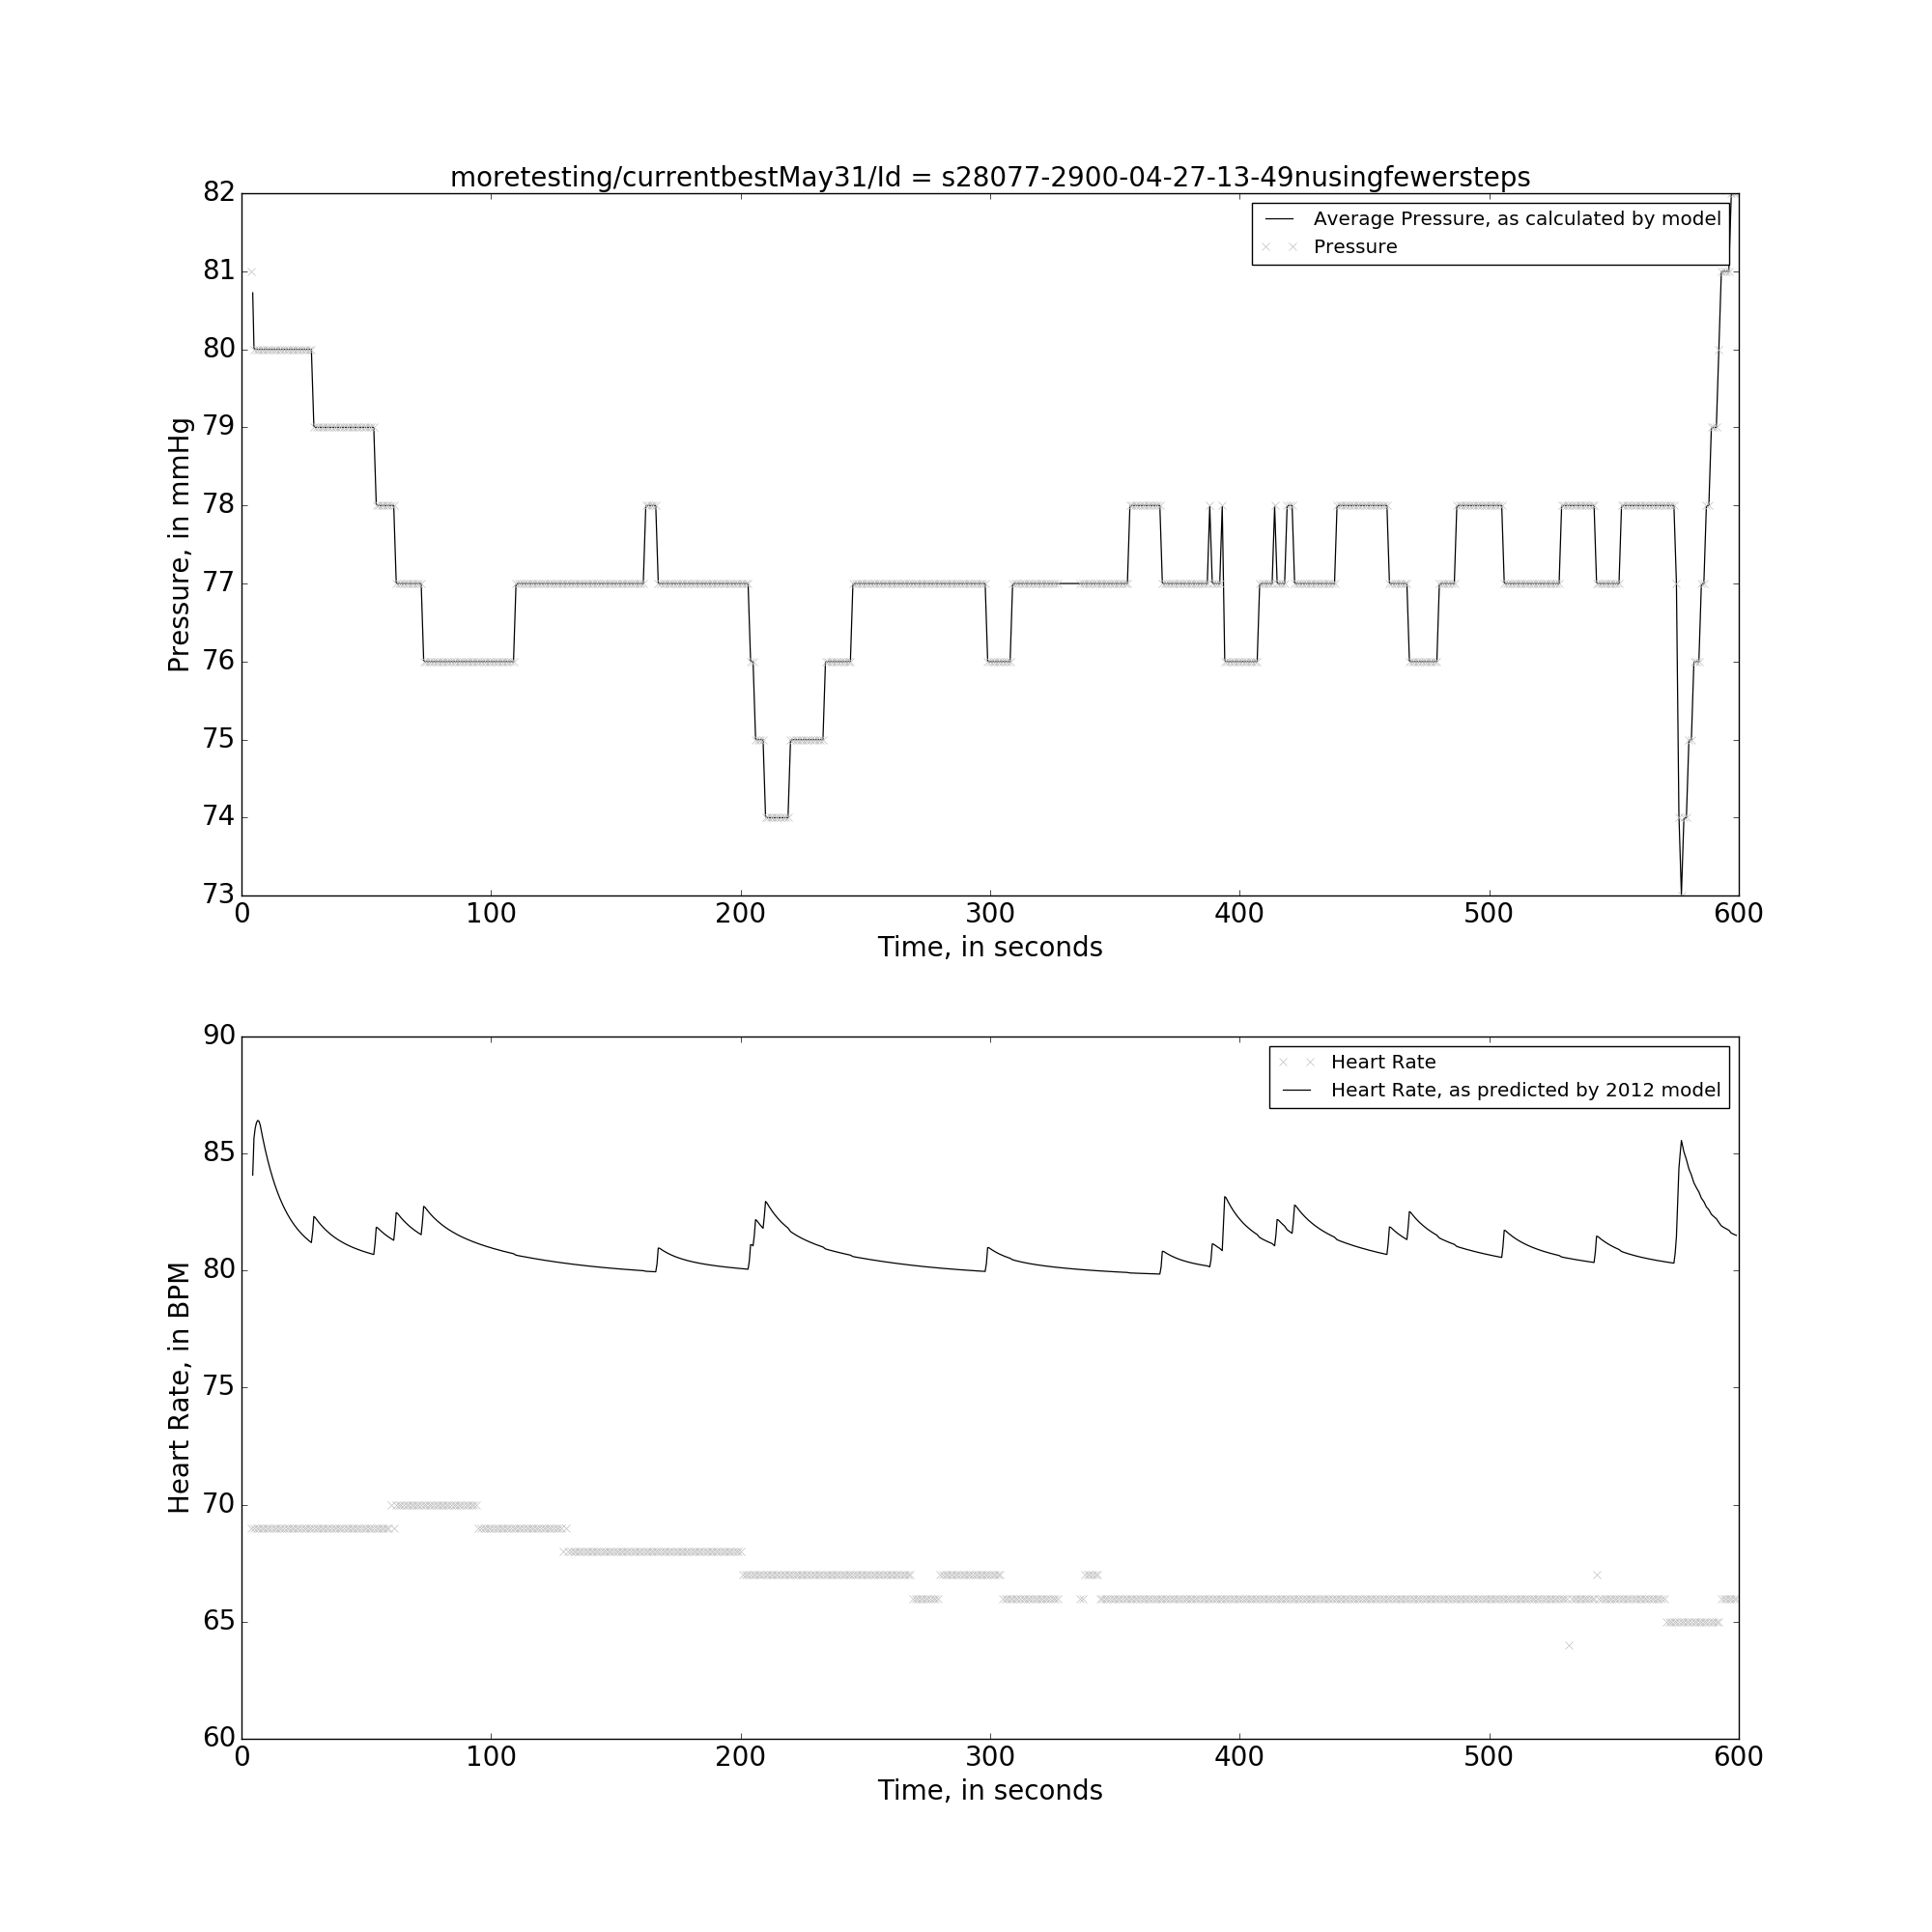 moretesting/currentbestMay31/Id = s28077-2900-04-27-13-49nusingfewersteps
82
81
80
79
78
77
76
75
74
73
Pressure, in mmHg
Average Pressure, as calculated by model
Pressure
0 100 200 300 400 500 600
Time, in seconds
90
85
80
75
70
65
60
Heart Rate, in BPM
Heart Rate
Heart Rate, as predicted by 2012 model
0 100 200 300 400 500 600
Time, in seconds